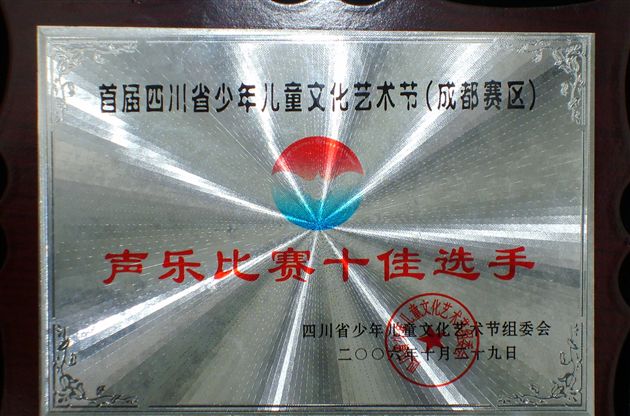 首届四川省少年儿童文化艺术节(成都赛区)
声乐比赛十佳选手
四川省少年儿童文化艺术节组委会
二〇〇六年十月二十九日